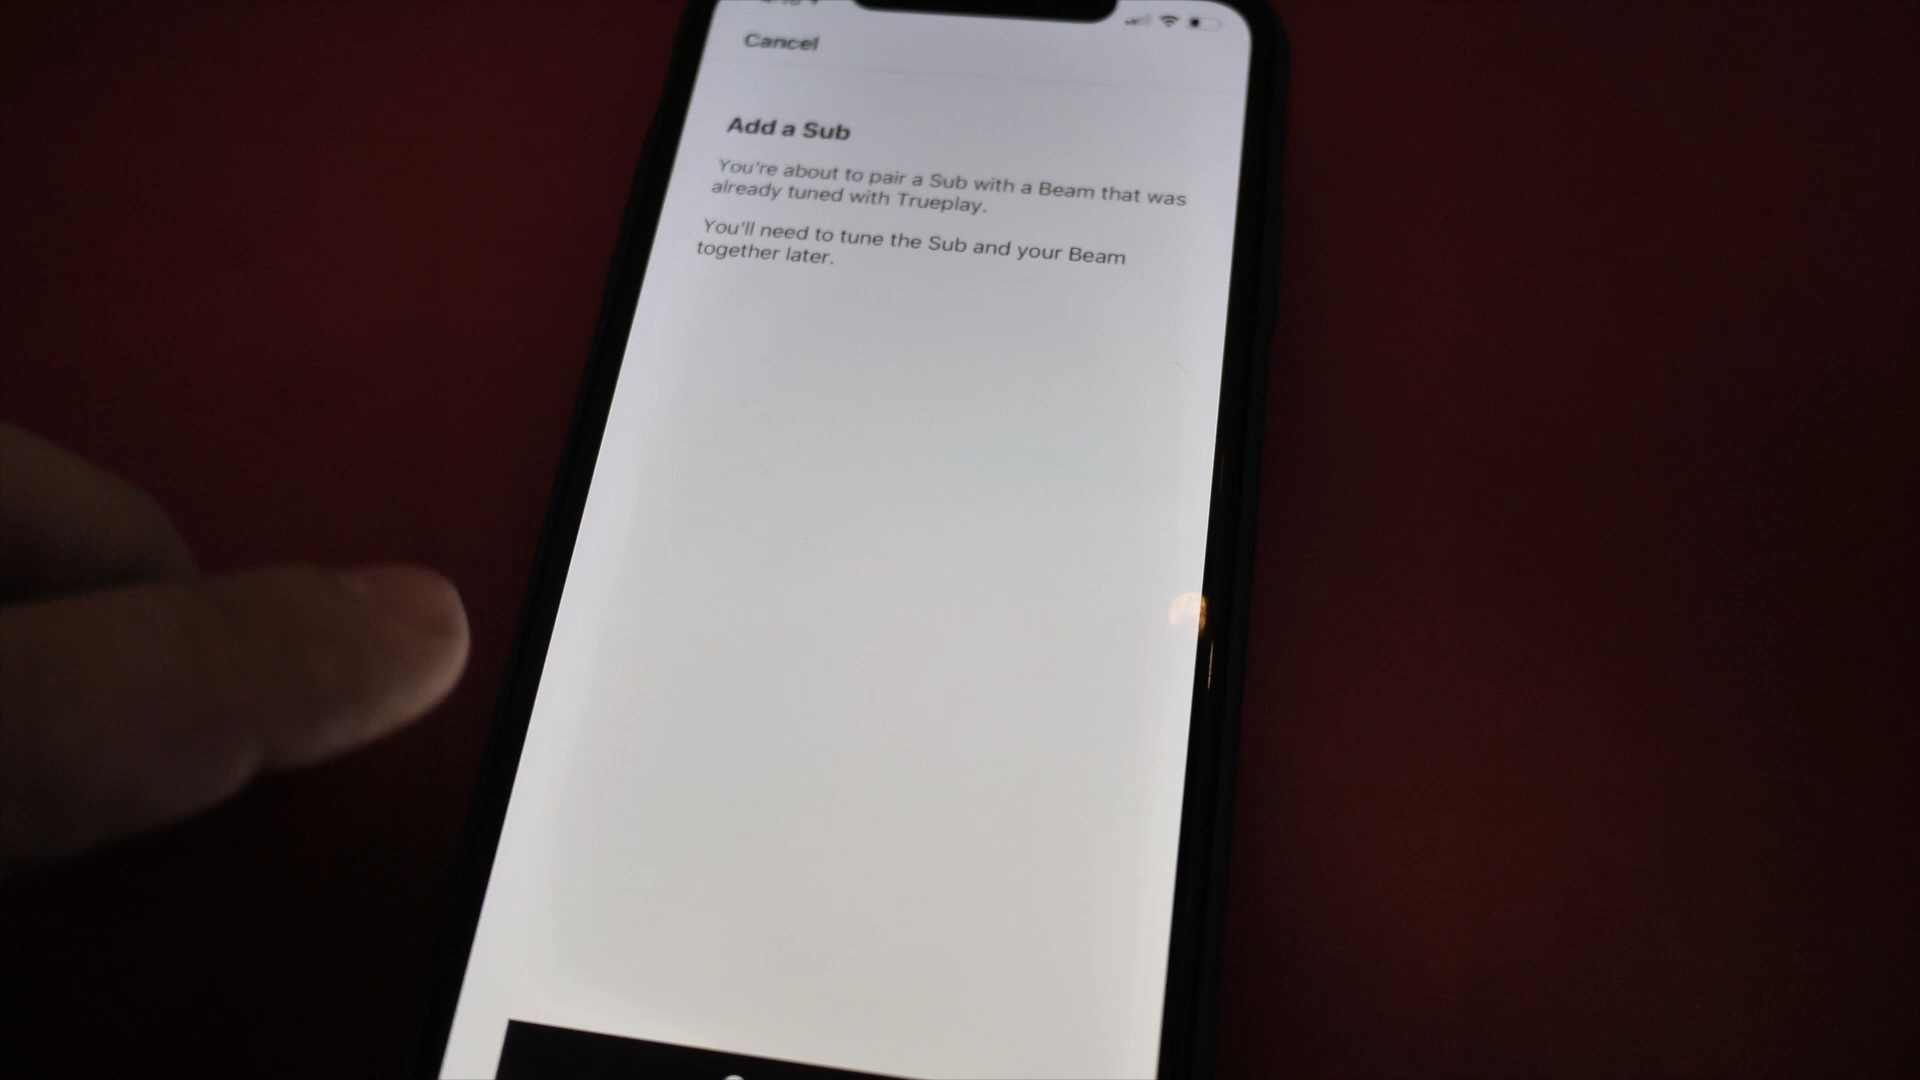 Cancel
Add a Sub
You're about to pair a Sub with a Beam that was
already tuned with Trueplay.
You'll need to tune the Sub and your Beam
together later.